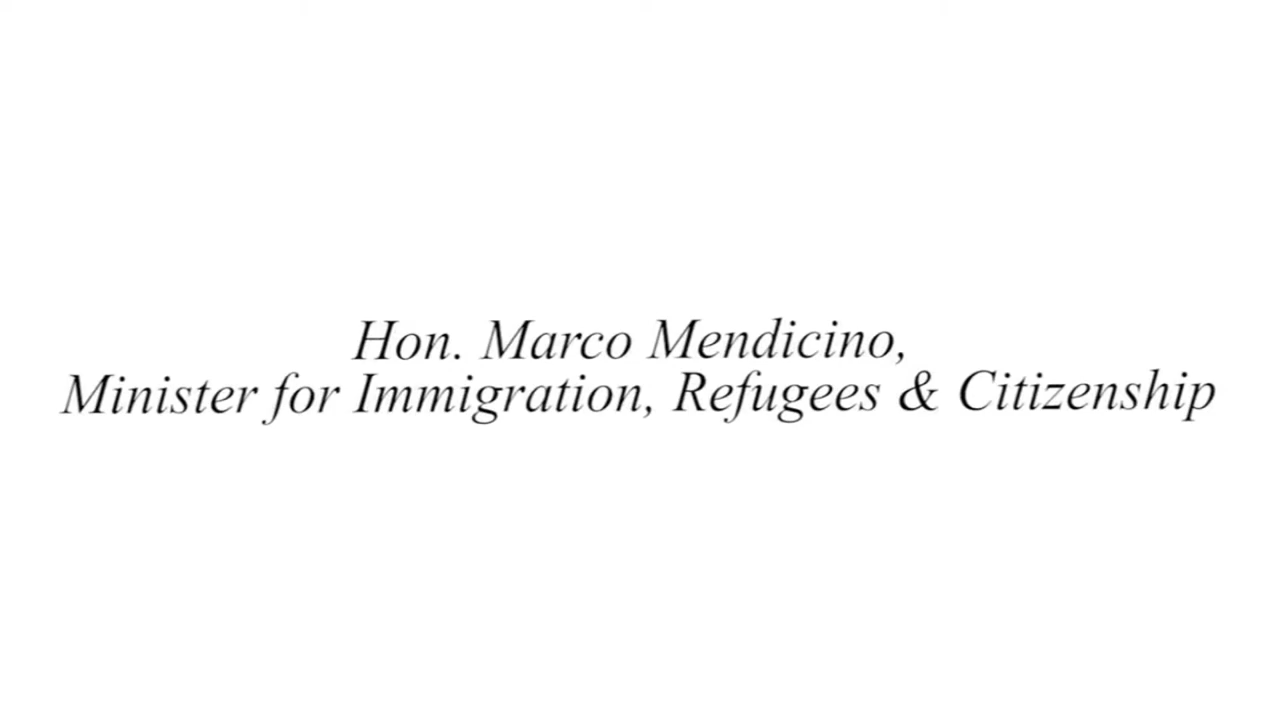 Hon. Marco Mendicino,
Minister for Immigration, Refugees & Citizenship